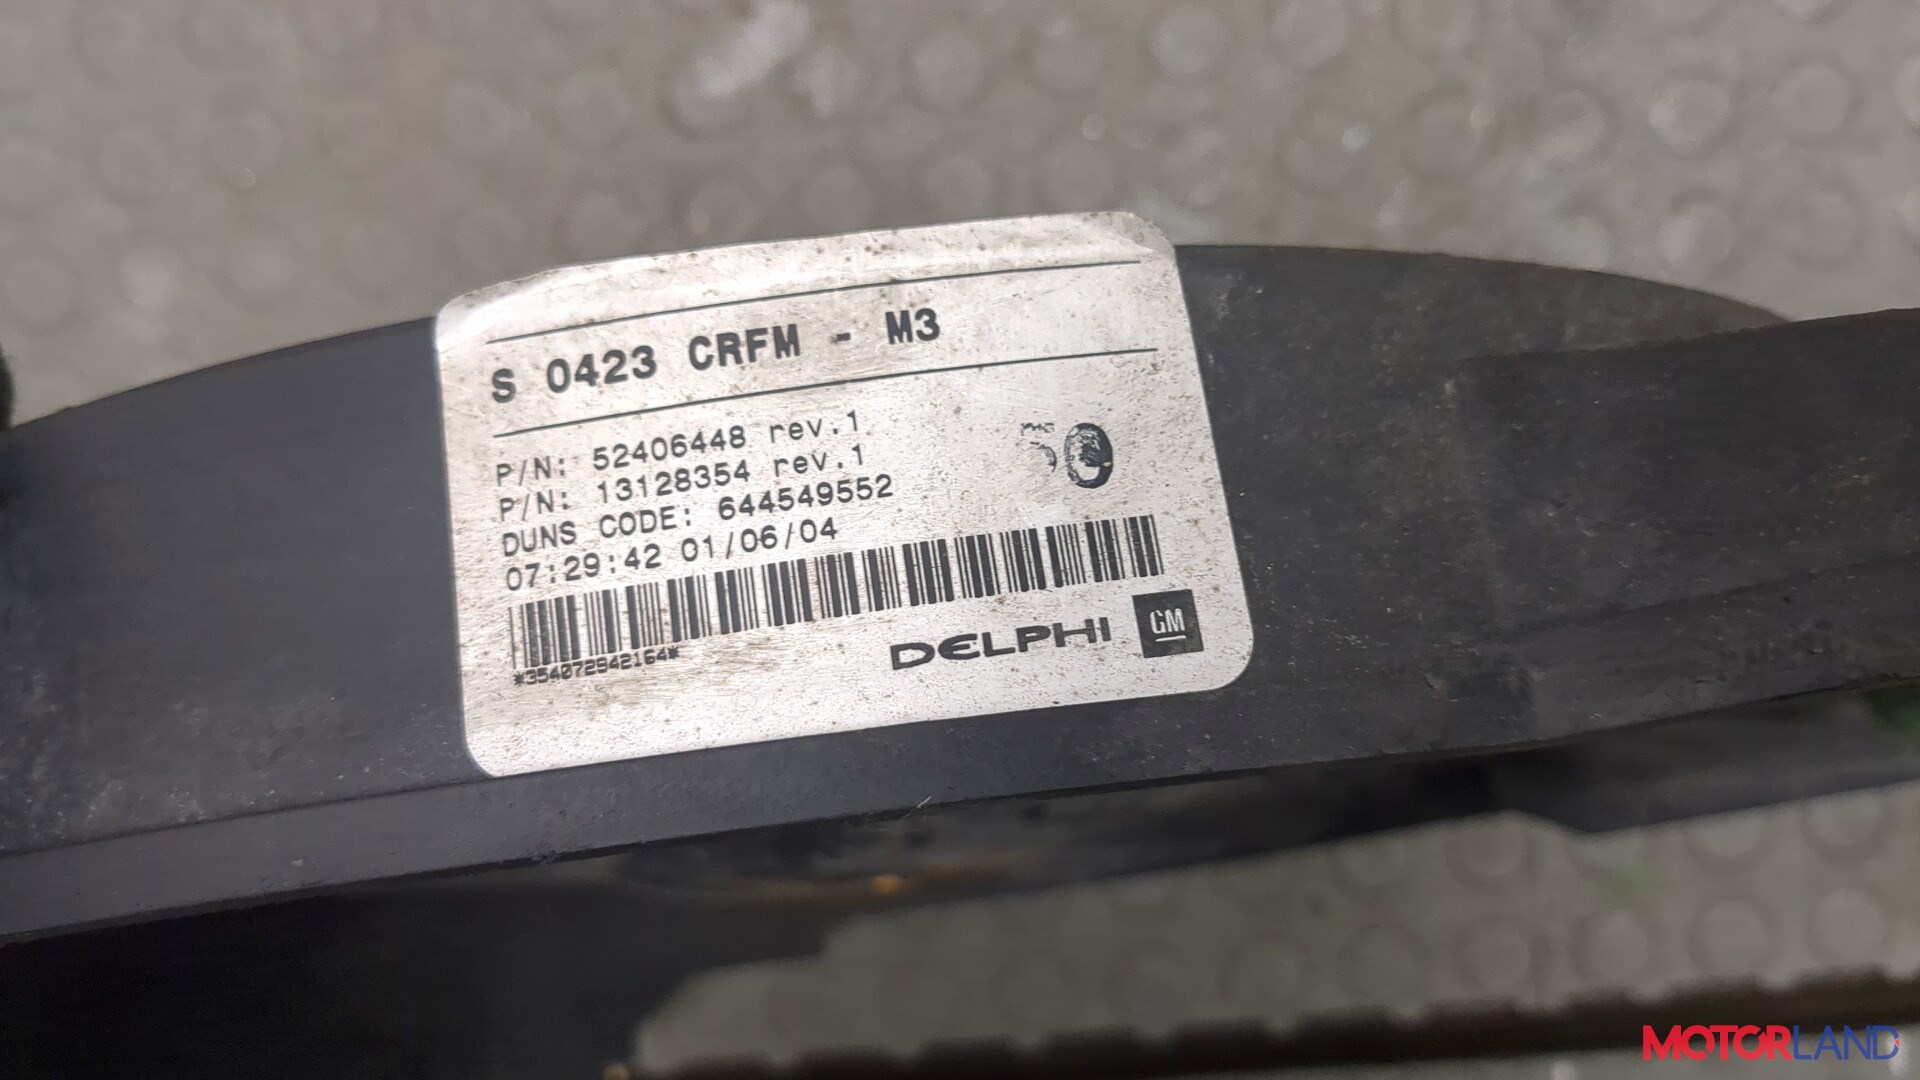 S 0423 CRFM - M3
P/N: 52406448 rev.1
P/N: 13128354 rev.1
DUNS CODE: 644549552
07:29:42 01/06/04
*354072942164*
DELPHI GM
MOTORLAND